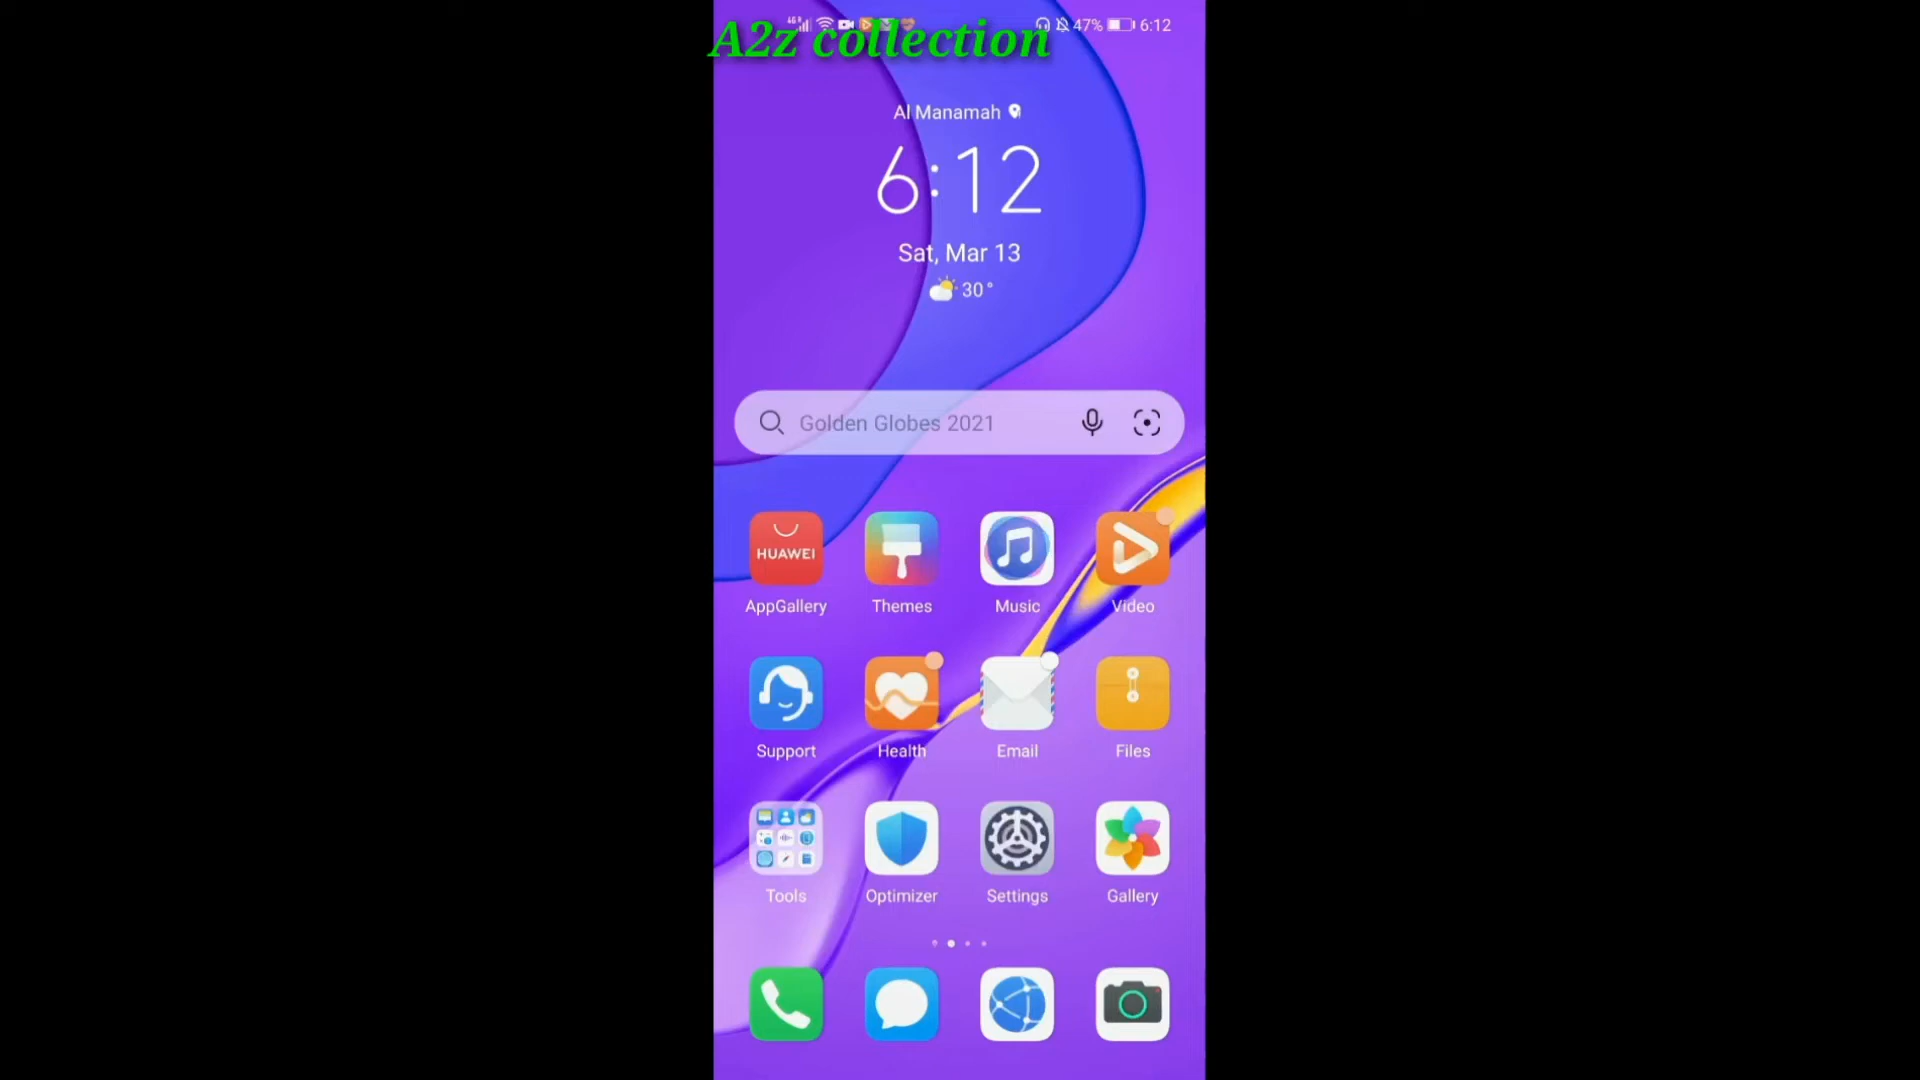 4G R 47% 6:12
A2z collection
Al Manamah
6:12
Sat, Mar 13
30°
Golden Globes 2021
HUAWEI
AppGallery Themes Music Video
Support Health Email Files
Tools Optimizer Settings Gallery